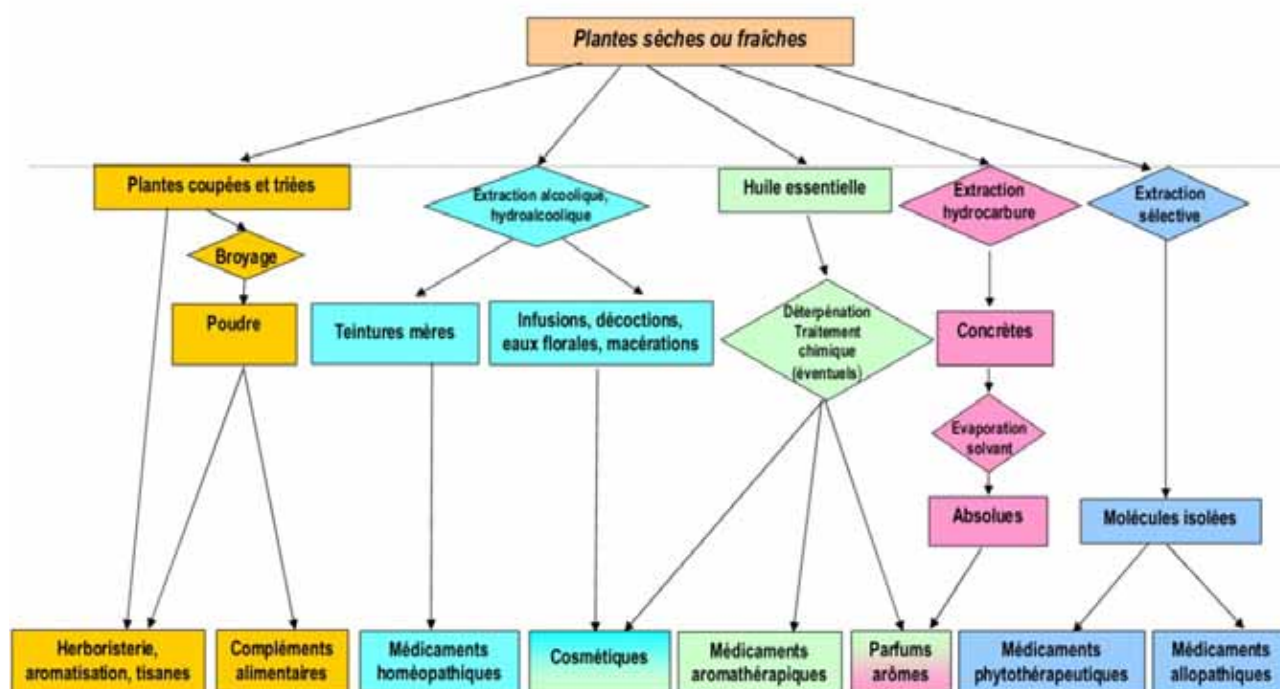 Plantes sèches ou fraîches
Plantes coupées et triées
Extraction alcoolique,
hydroalcoolique
Huile essentielle
Extraction
hydrocarbure
Extraction
sélective
Broyage
Poudre
Teintures mères
Infusions, décoctions,
eaux florales, macérations
Déterpénation
Traitement
chimique
(éventuels)
Concrètes
Evaporation
solvant
Absolues
Molécules isolées
Herboristerie,
aromatisation, tisanes
Compléments
alimentaires
Médicaments
homéopathiques
Cosmétiques
Médicaments
aromathérapiques
Parfums
arômes
Médicaments
phytothérapeutiques
Médicaments
allopathiques